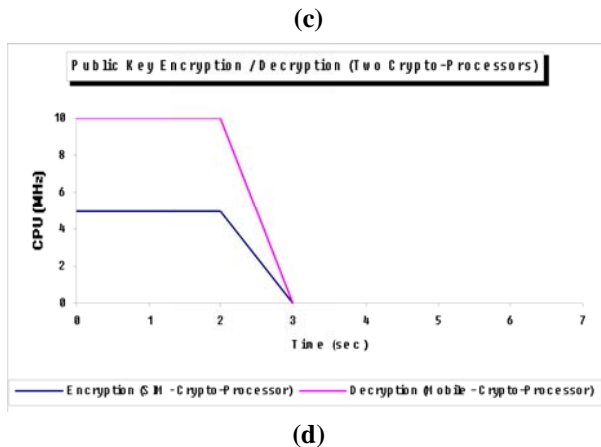 (c)
Public Key Encryption / Decryption (Two Crypto-Processors)
10
8
6
4
2
0
CPU (MHz)
0 1 2 3 4 5 6 7
Time (sec)
Encryption (SIM - Crypto-Processor) Decryption (Mobile - Crypto-Processor)
(d)